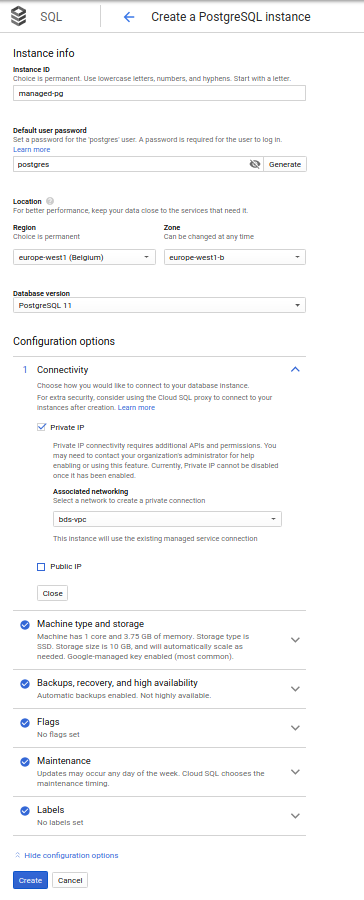 SQL
Create a PostgreSQL instance
Instance info
Instance ID
Choice is permanent. Use lowercase letters, numbers, and hyphens. Start with a letter.
managed-pg
Default user password
Set a password for the 'postgres' user. A password is required for the user to log in.
Learn more
postgres
Generate
Location
For better performance, keep your data close to the services that need it.
Region
Choice is permanent
Zone
Can be changed at any time
europe-west1 (Belgium)
europe-west1-b
Database version
PostgreSQL 11
Configuration options
1 Connectivity
Choose how you would like to connect to your database instance.
For extra security, consider using the Cloud SQL proxy to connect to your
instances after creation. Learn more
Private IP
Private IP connectivity requires additional APIs and permissions. You
may need to contact your organization's administrator for help
enabling or using this feature. Currently, Private IP cannot be disabled
once it has been enabled.
Associated networking
Select a network to create a private connection
bds-vpc
This instance will use the existing managed service connection
Public IP
Close
Machine type and storage
Machine has 1 core and 3.75 GB of memory. Storage type is
SSD. Storage size is 10 GB, and will automatically scale as
needed. Google-managed key enabled (most common).
Backups, recovery, and high availability
Automatic backups enabled. Not highly available.
Flags
No flags set
Maintenance
Updates may occur any day of the week. Cloud SQL chooses the
maintenance timing.
Labels
No labels set
Hide configuration options
Create
Cancel